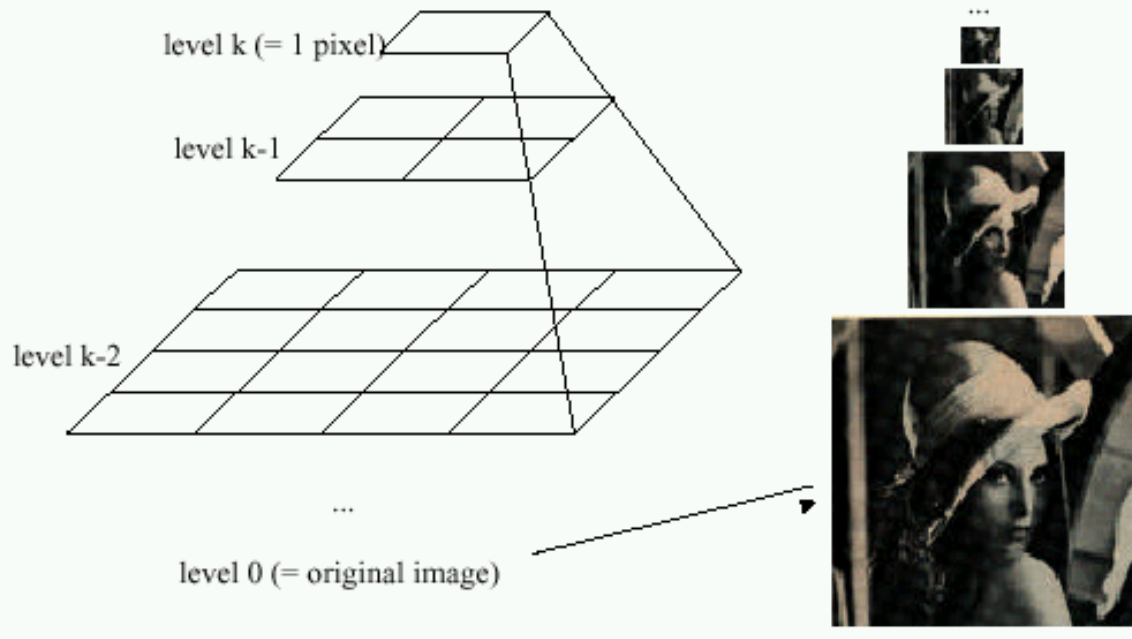 ...
level k (= 1 pixel)
level k-1
level k-2
...
level 0 (= original image)